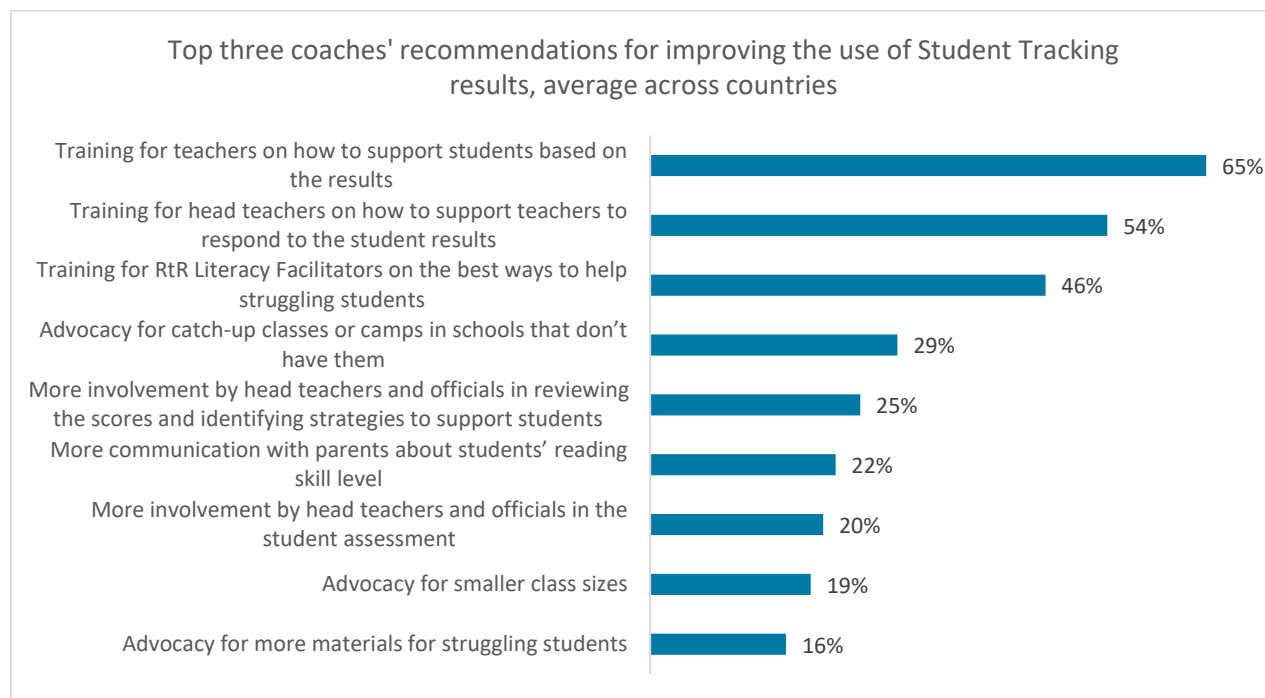 Top three coaches' recommendations for improving the use of Student Tracking
results, average across countries
Training for teachers on how to support students based on
the results
65%
Training for head teachers on how to support teachers to
respond to the student results
54%
Training for RtR Literacy Facilitators on the best ways to help
struggling students
46%
Advocacy for catch-up classes or camps in schools that don’t
have them
29%
More involvement by head teachers and officials in reviewing
the scores and identifying strategies to support students
25%
More communication with parents about students’ reading
skill level
22%
More involvement by head teachers and officials in the
student assessment
20%
Advocacy for smaller class sizes
19%
Advocacy for more materials for struggling students
16%